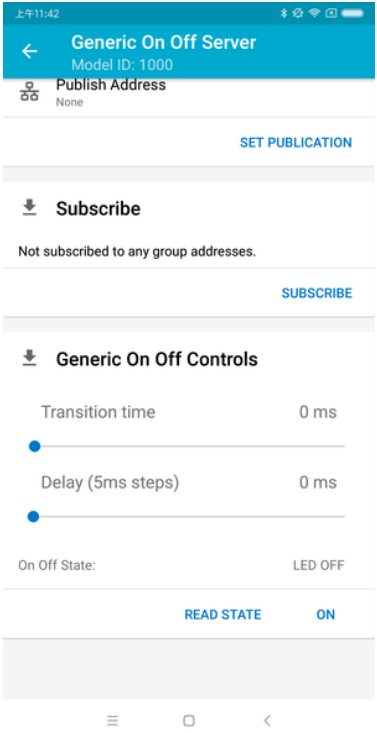 上午11:42
Generic On Off Server
Model ID: 1000
Publish Address
None
SET PUBLICATION
Subscribe
Not subscribed to any group addresses.
SUBSCRIBE
Generic On Off Controls
Transition time 0 ms
Delay (5ms steps) 0 ms
On Off State: LED OFF
READ STATE ON